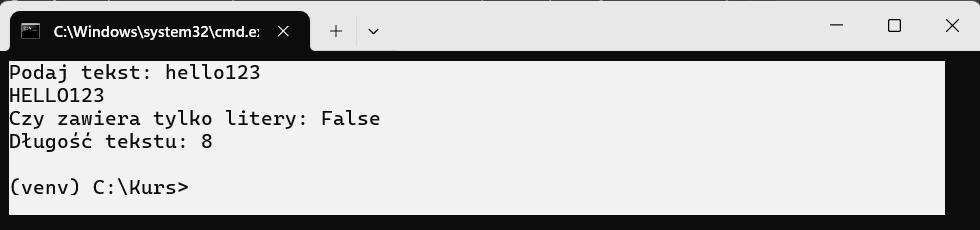 C:\Windows\system32\cmd.e
Podaj tekst: hello123
HELLO123
Czy zawiera tylko litery: False
Długość tekstu: 8
(venv) C:\Kurs>